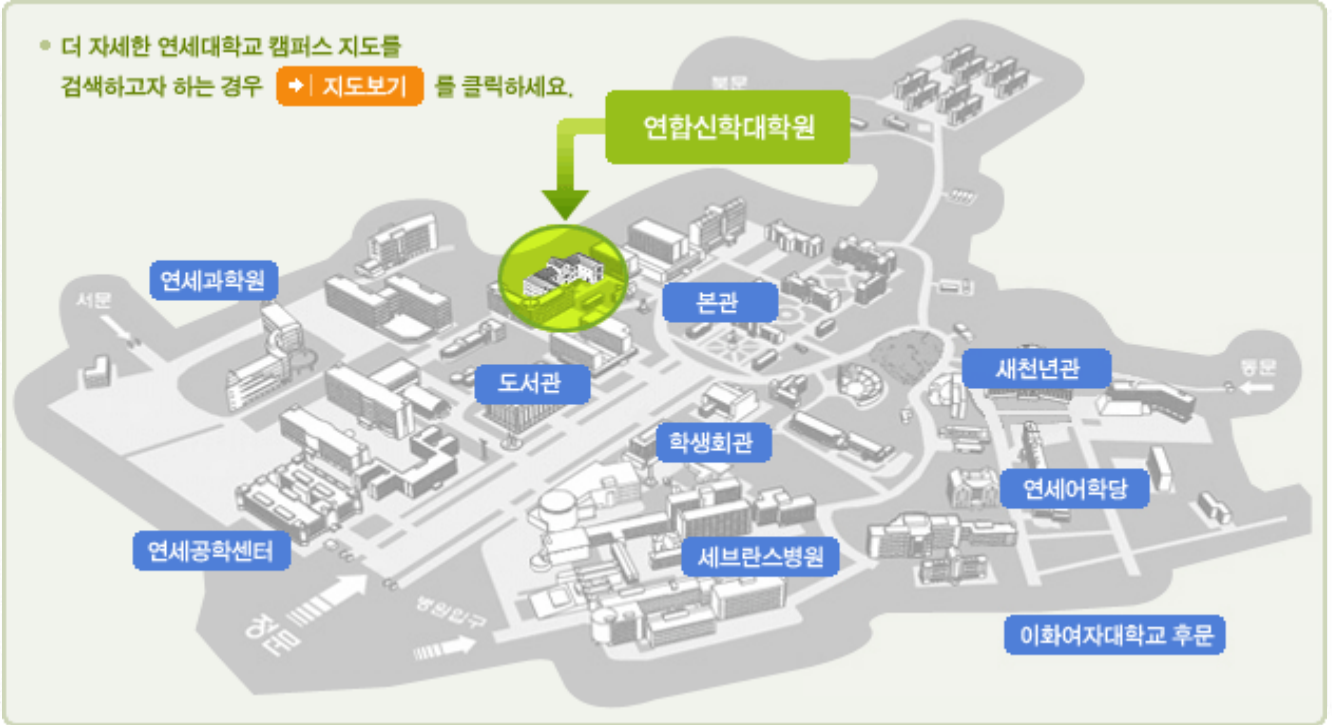 더 자세한 연세대학교 캠퍼스 지도를
검색하고자 하는 경우 지도보기 를 클릭하세요.
북문
연합신학대학원
연세과학원
서문
본관
도서관
새천년관
동문
학생회관
연세어학당
연세공학센터
세브란스병원
정문
병원입구
이화여자대학교 후문